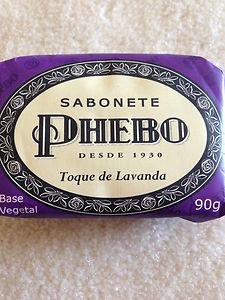 SABONETE
PHEBO
DESDE 1930
Toque de Lavanda
Base
Vegetal
90g